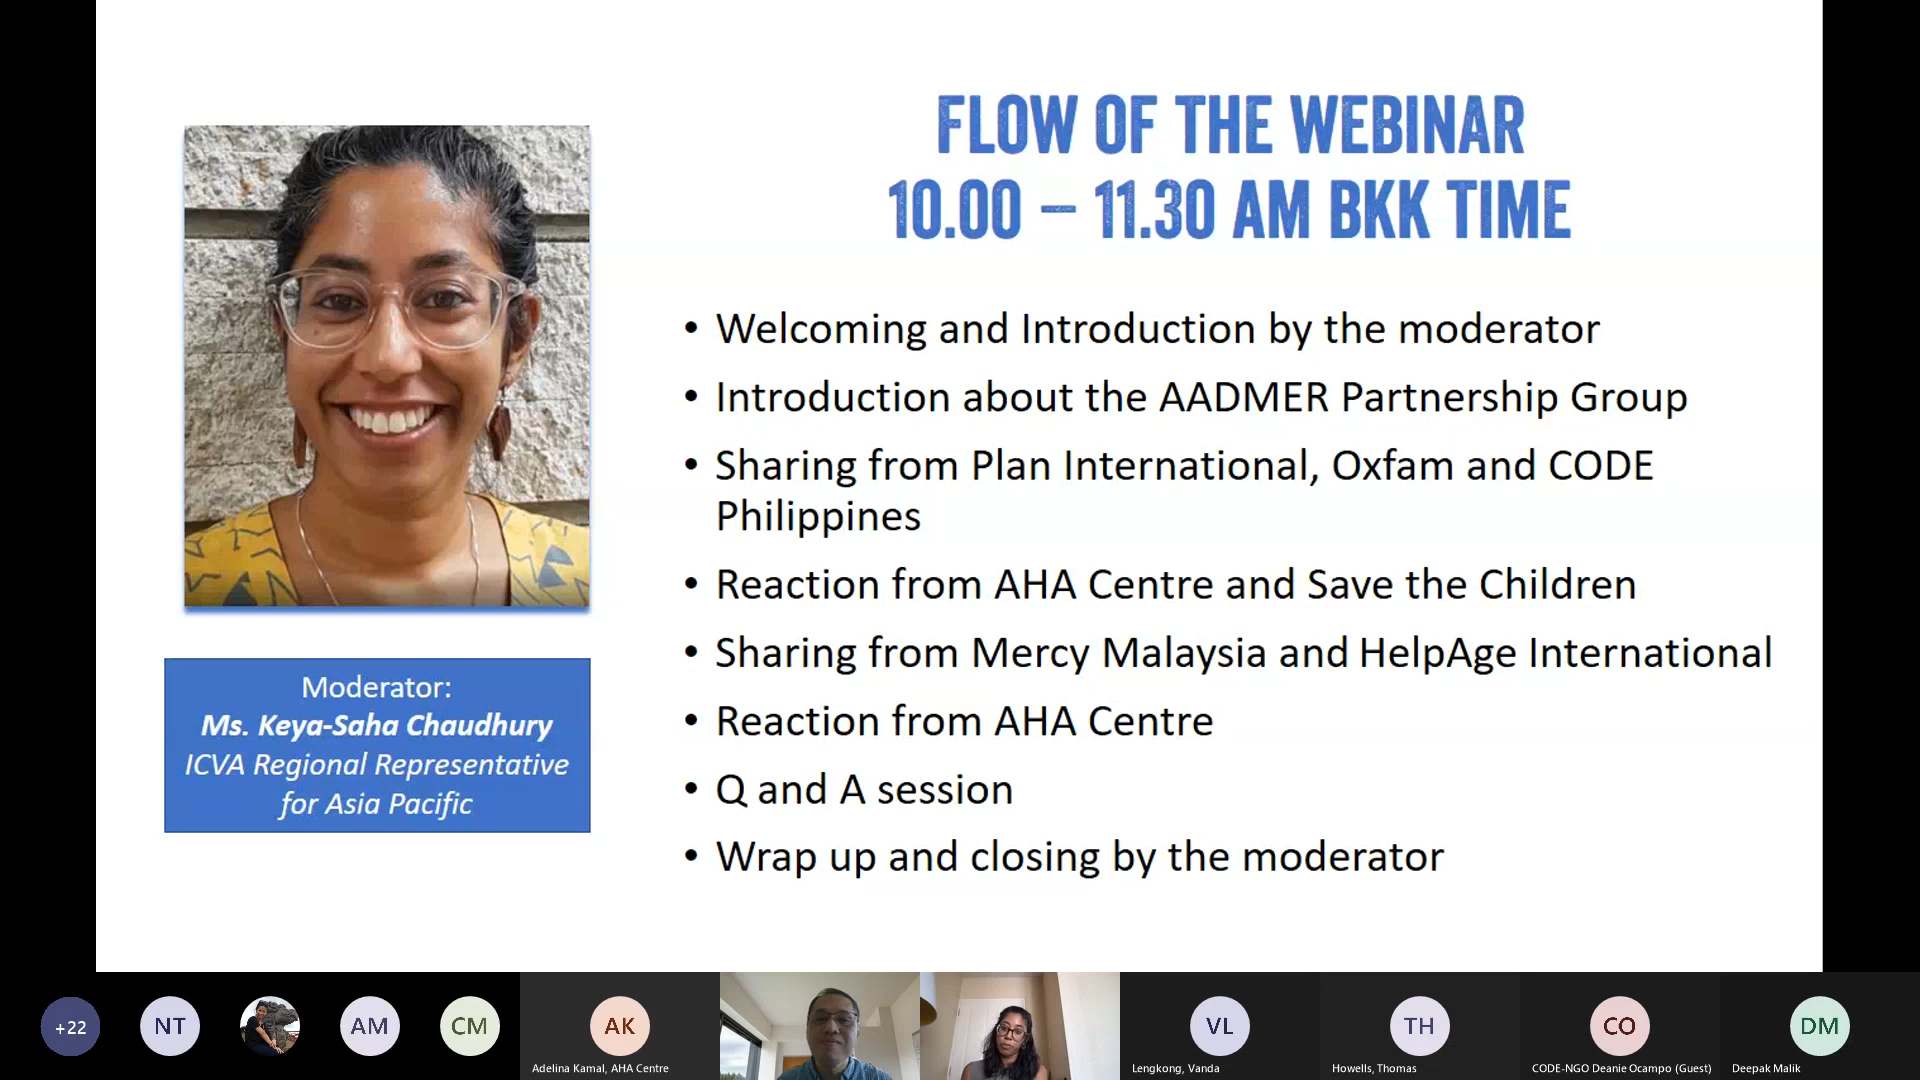 FLOW OF THE WEBINAR
10.00 – 11.30 AM BKK TIME
• Welcoming and Introduction by the moderator
• Introduction about the AADMER Partnership Group
• Sharing from Plan International, Oxfam and CODE
Philippines
• Reaction from AHA Centre and Save the Children
• Sharing from Mercy Malaysia and HelpAge International
• Reaction from AHA Centre
• Q and A session
• Wrap up and closing by the moderator
Moderator:
Ms. Keya-Saha Chaudhury
ICVA Regional Representative
for Asia Pacific
+22
NT
AM
CM
AK
Adelina Kamal, AHA Centre
VL
Lengkong, Vanda
TH
Howells, Thomas
CO
CODE-NGO Deanie Ocampo (Guest)
DM
Deepak Malik